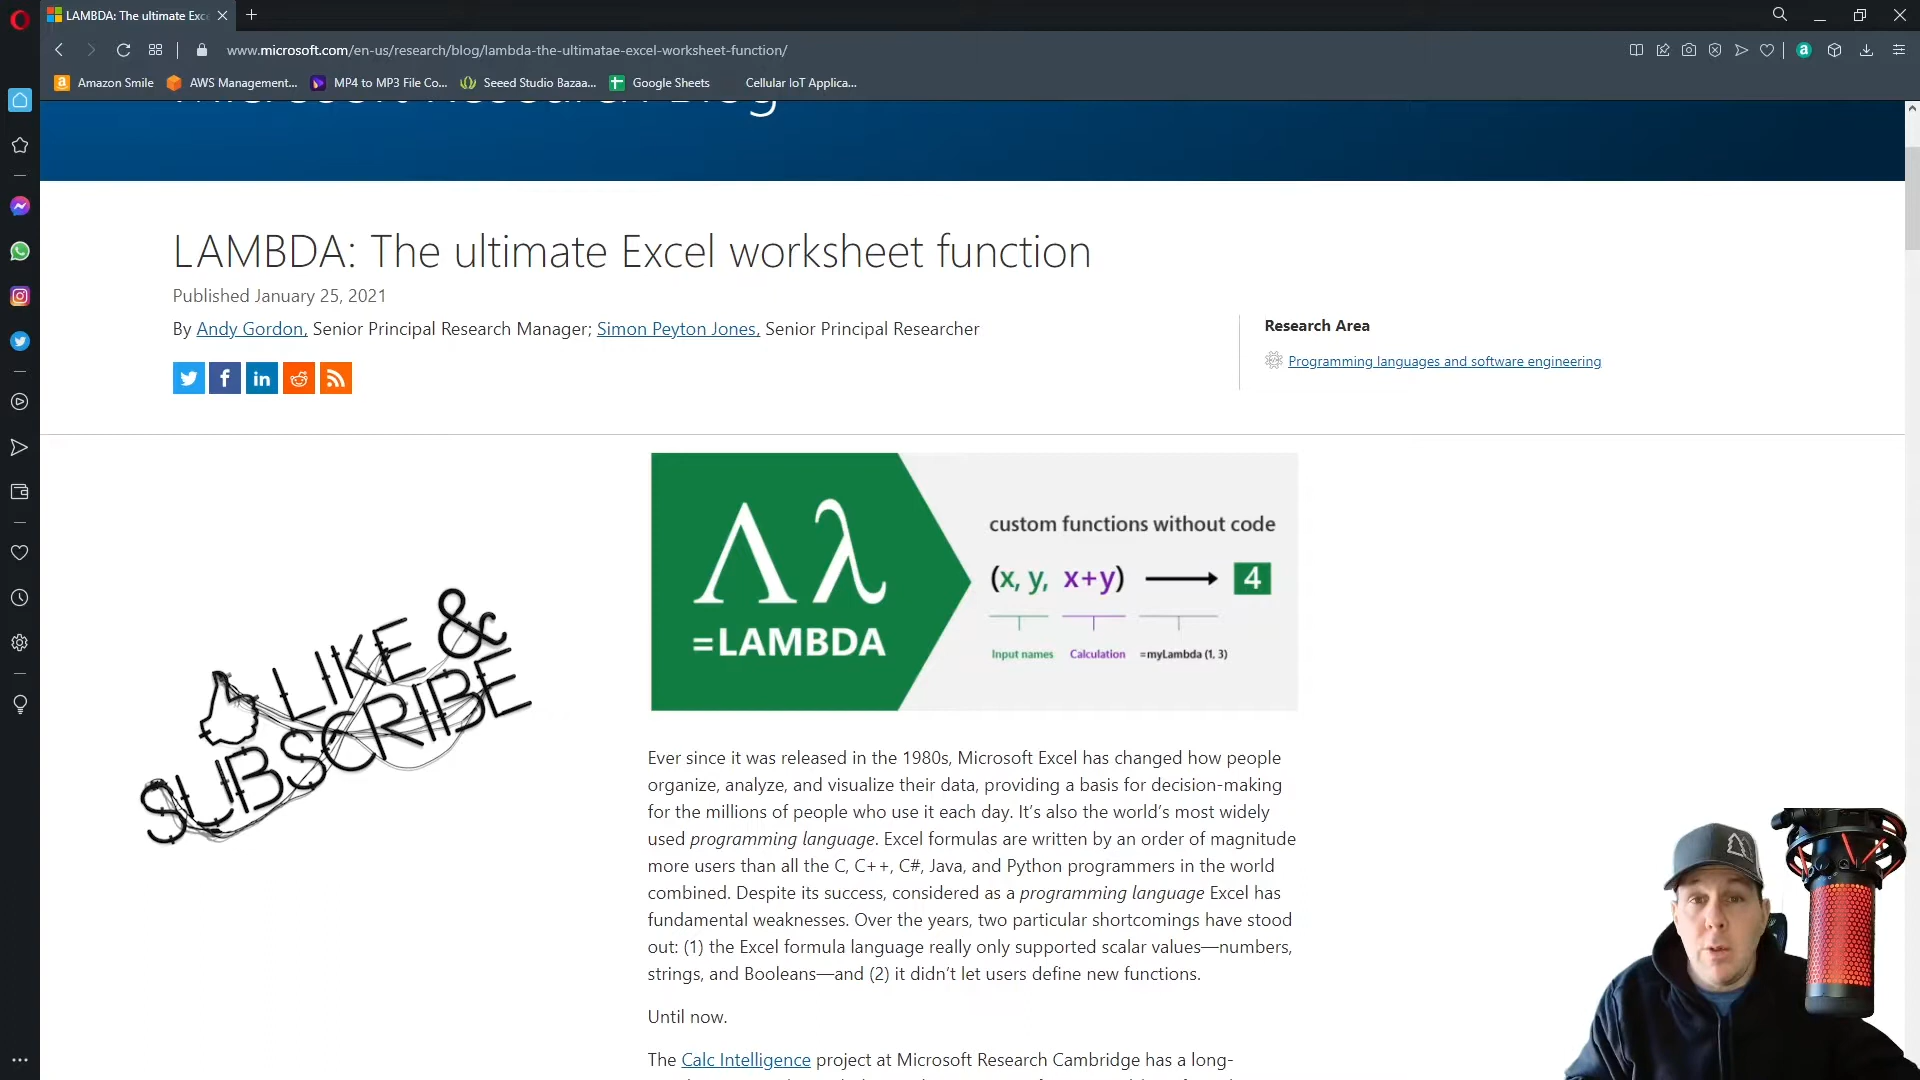 LAMBDA: The ultimate Exce
www.microsoft.com/en-us/research/blog/lambda-the-ultimatae-excel-worksheet-function/
Amazon Smile
AWS Management...
MP4 to MP3 File Co...
Seeed Studio Bazaa...
Google Sheets
Cellular IoT Applica...
Microsoft Research Blog
LAMBDA: The ultimate Excel worksheet function
Published January 25, 2021
By Andy Gordon, Senior Principal Research Manager; Simon Peyton Jones, Senior Principal Researcher
Research Area
Programming languages and software engineering
Λλ
=LAMBDA
custom functions without code
(x, y, x+y) 4
Input names Calculation =myLambda (1, 3)
LIKE &
SUBSCRIBE
Ever since it was released in the 1980s, Microsoft Excel has changed how people
organize, analyze, and visualize their data, providing a basis for decision-making
for the millions of people who use it each day. It’s also the world’s most widely
used programming language. Excel formulas are written by an order of magnitude
more users than all the C, C++, C#, Java, and Python programmers in the world
combined. Despite its success, considered as a programming language Excel has
fundamental weaknesses. Over the years, two particular shortcomings have stood
out: (1) the Excel formula language really only supported scalar values—numbers,
strings, and Booleans—and (2) it didn’t let users define new functions.
Until now.
The Calc Intelligence project at Microsoft Research Cambridge has a long-